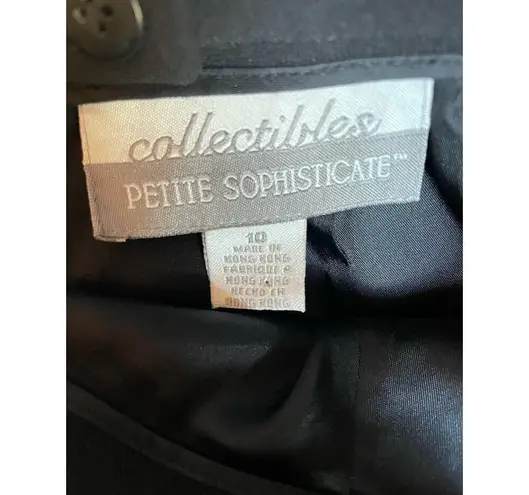 collectibles
PETITE SOPHISTICATE™
10
MADE IN
HONG KONG
FABRIQUE A
HONG KONG
HECHO EN
HONG KONG